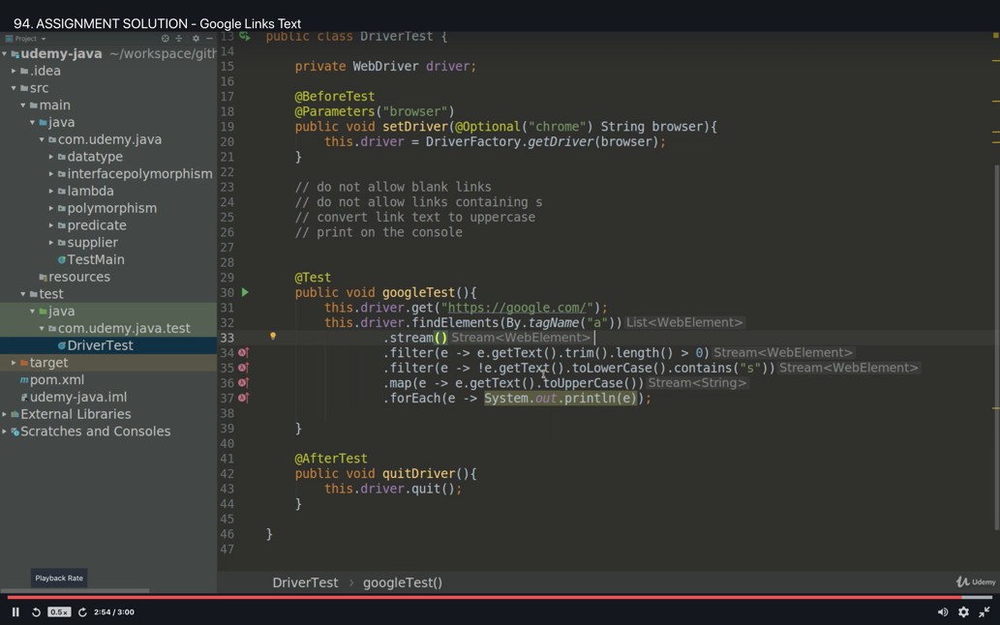 94. ASSIGNMENT SOLUTION - Google Links Text
Project
udemy-java ~/workspace/gith
.idea
src
main
java
com.udemy.java
datatype
interfacepolymorphism
lambda
polymorphism
predicate
supplier
TestMain
resources
test
java
com.udemy.java.test
DriverTest
target
pom.xml
udemy-java.iml
External Libraries
Scratches and Consoles
13 public class DriverTest {
14
15 private WebDriver driver;
16
17 @BeforeTest
18 @Parameters("browser")
19 public void setDriver(@Optional("chrome") String browser){
20 this.driver = DriverFactory.getDriver(browser);
21 }
22
23 // do not allow blank links
24 // do not allow links containing s
25 // convert link text to uppercase
26 // print on the console
27
28
29 @Test
30 public void googleTest(){
31 this.driver.get("https://google.com/");
32 this.driver.findElements(By.tagName("a")) List<WebElement>
33 .stream() Stream<WebElement>
34 .filter(e -> e.getText().trim().length() > 0) Stream<WebElement>
35 .filter(e -> !e.getText().toLowerCase().contains("s")) Stream<WebElement>
36 .map(e -> e.getText().toUpperCase()) Stream<String>
37 .forEach(e -> System.out.println(e));
38
39 }
40
41 @AfterTest
42 public void quitDriver(){
43 this.driver.quit();
44 }
45
46 }
47
DriverTest > googleTest()
Udemy
Playback Rate
0.5x 2:54 / 3:00